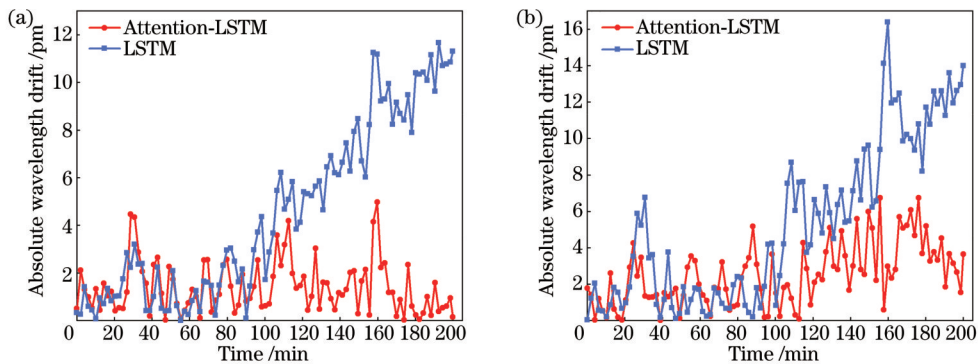 (a)
Attention-LSTM
LSTM
Absolute wavelength drift /pm
12
10
8
6
4
2
0 20 40 60 80 100 120 140 160 180 200
Time /min
(b)
Attention-LSTM
LSTM
Absolute wavelength drift /pm
16
14
12
10
8
6
4
2
0 20 40 60 80 100 120 140 160 180 200
Time /min